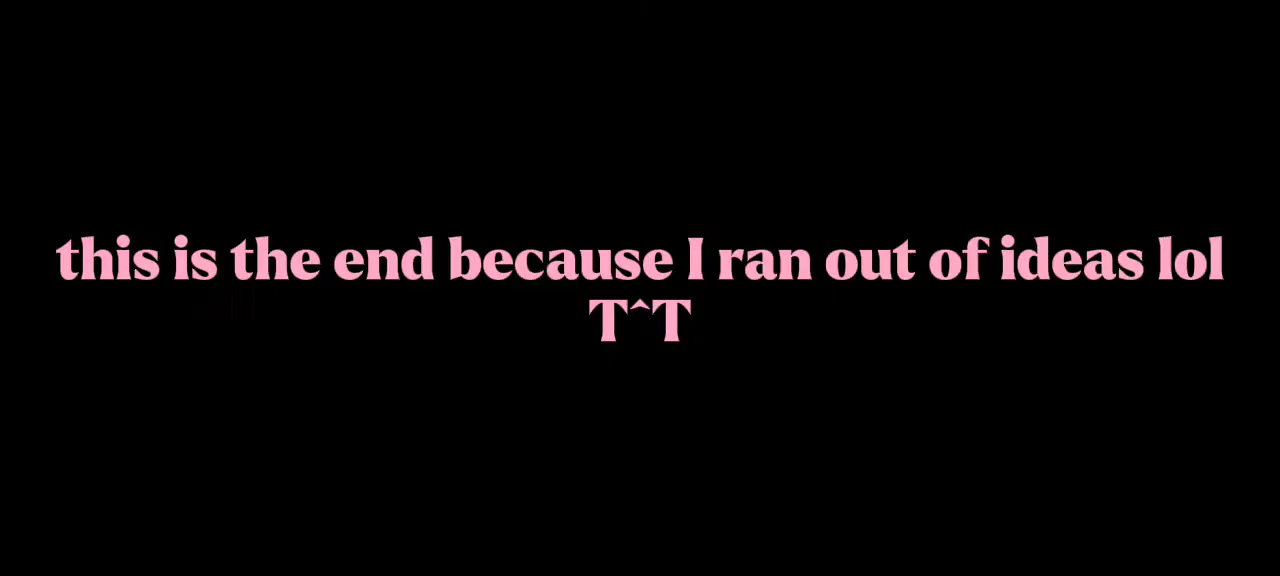 this is the end because I ran out of ideas lol
T^T